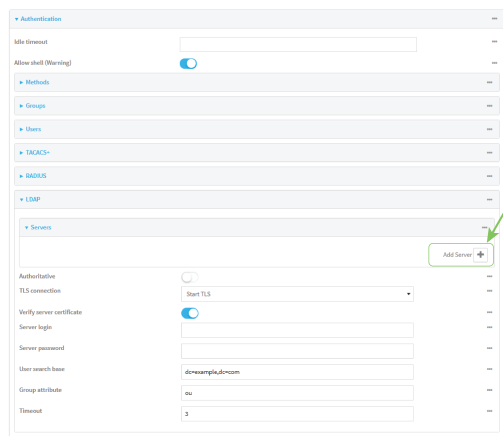 Authentication
Idle timeout
Allow shell (Warning)
Methods
Groups
Users
TACACS+
RADIUS
LDAP
Servers
Add Server
Authoritative
TLS connection Start TLS
Verify server certificate
Server login
Server password
User search base dc=example,dc=com
Group attribute ou
Timeout 3